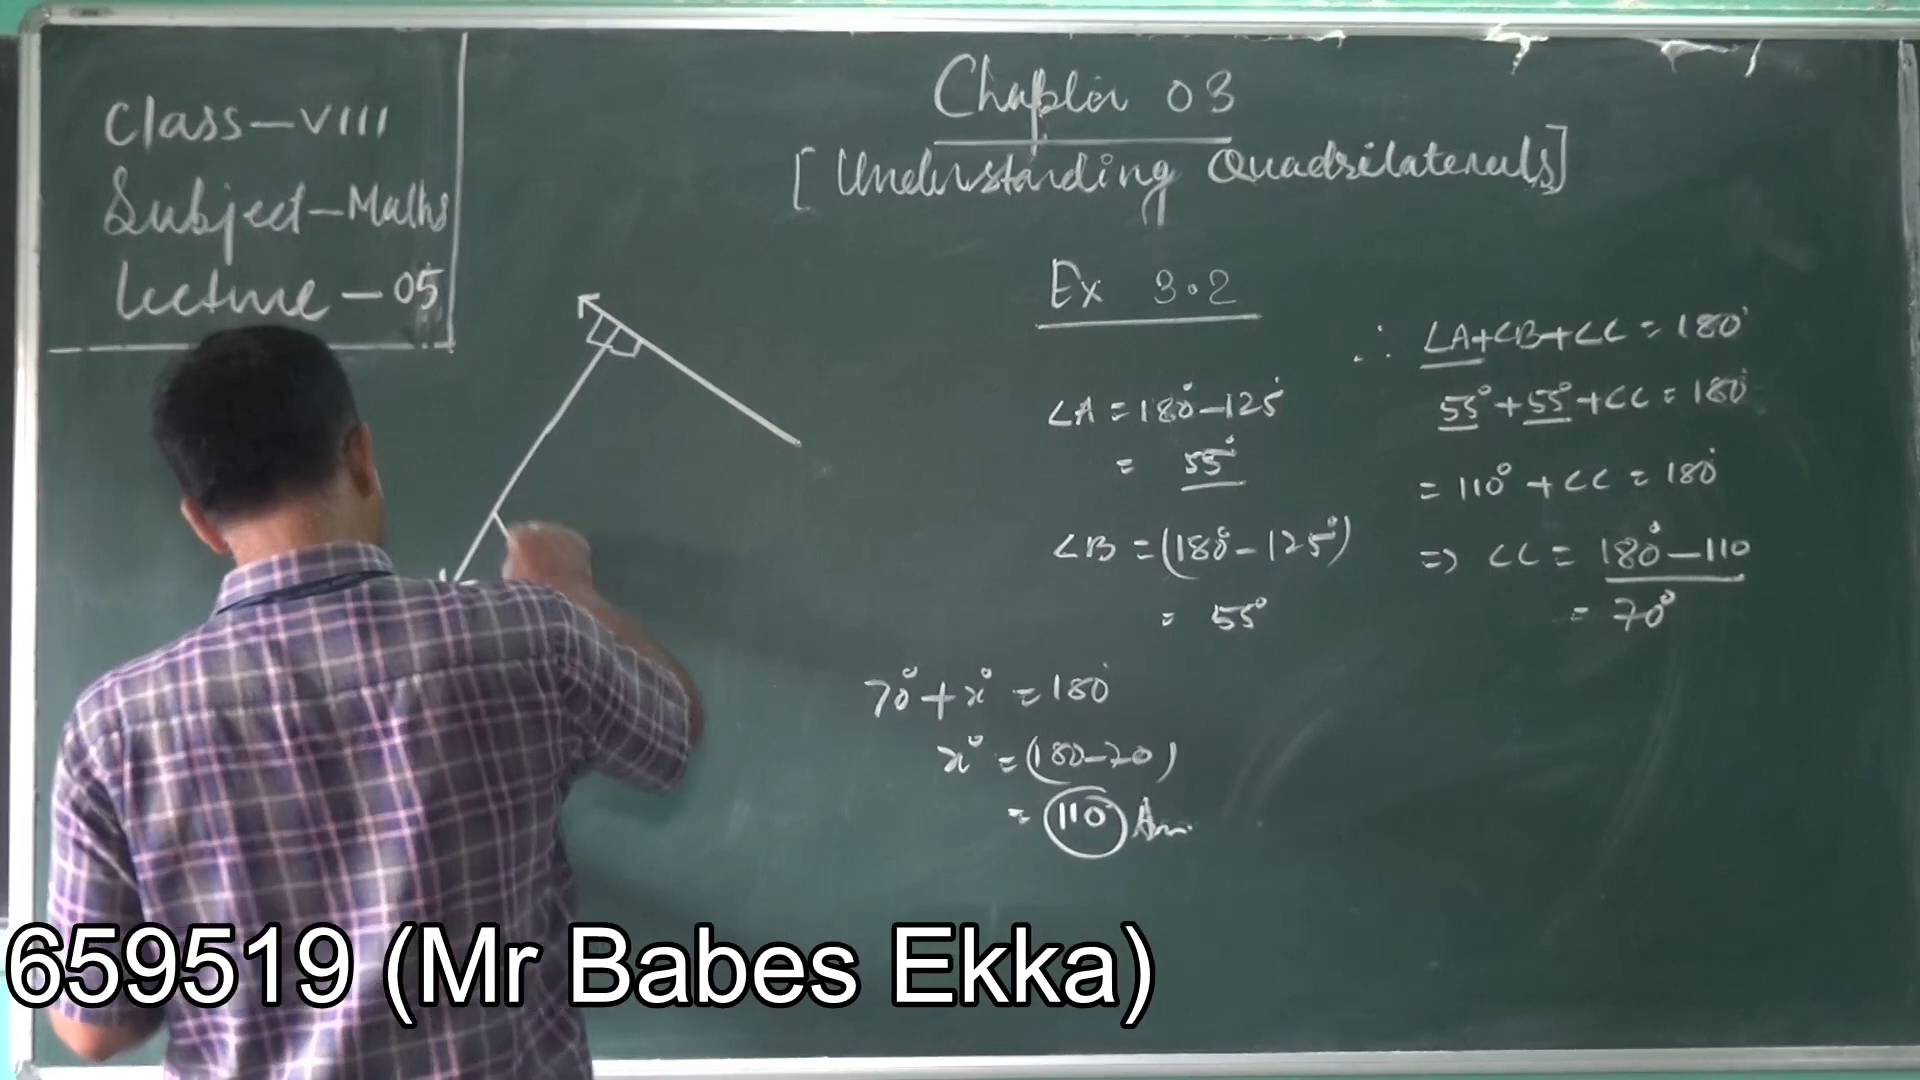 Class-VIII
Subject-Maths
Lecture-05
Chapter 03
[Understanding Quadrilaterals]
Ex 3.2
∠A = 180°-125°
= 55°
∠B = (180°-125°)
= 55°
∴ ∠A+∠B+∠C = 180°
55°+55°+∠C = 180°
= 110°+∠C = 180°
=> ∠C = 180°-110
= 70°
70°+x° = 180°
x° = (180-70)
= 110° Ans.
659519 (Mr Babes Ekka)